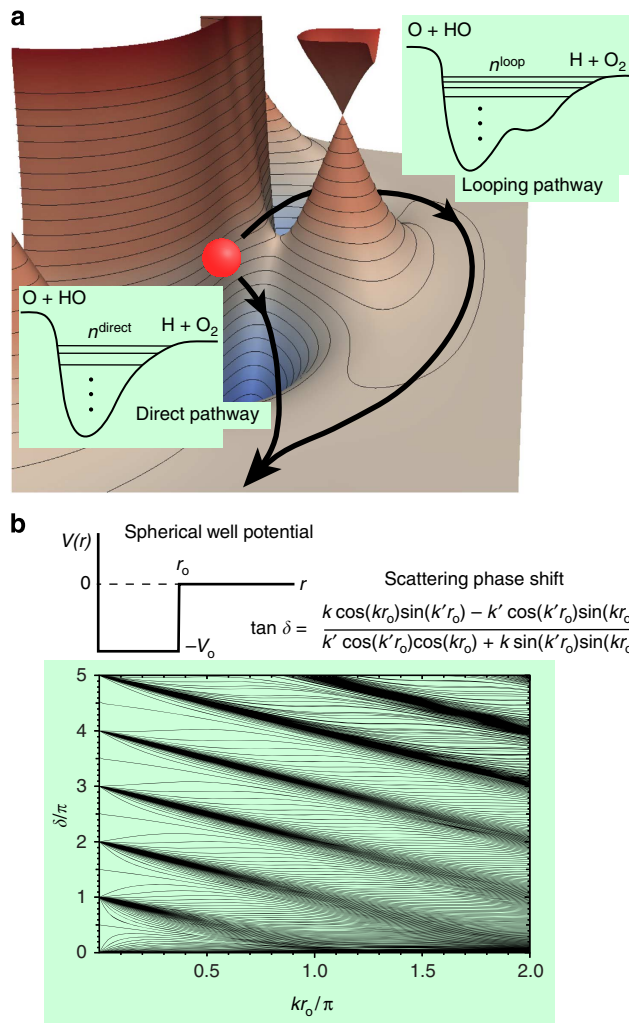 a
O + HO
n^loop
H + O₂
Looping pathway
O + HO
n^direct
H + O₂
Direct pathway
b
Spherical well potential
V(r)
rₒ
0
r
−Vₒ
Scattering phase shift
tan δ = k cos(krₒ)sin(k′rₒ) − k′ cos(k′rₒ)sin(krₒ
k′ cos(k′rₒ)cos(krₒ) + k sin(k′rₒ)sin(krₒ
5
4
3
2
1
0
δ/π
0.5
1.0
1.5
2.0
krₒ/π